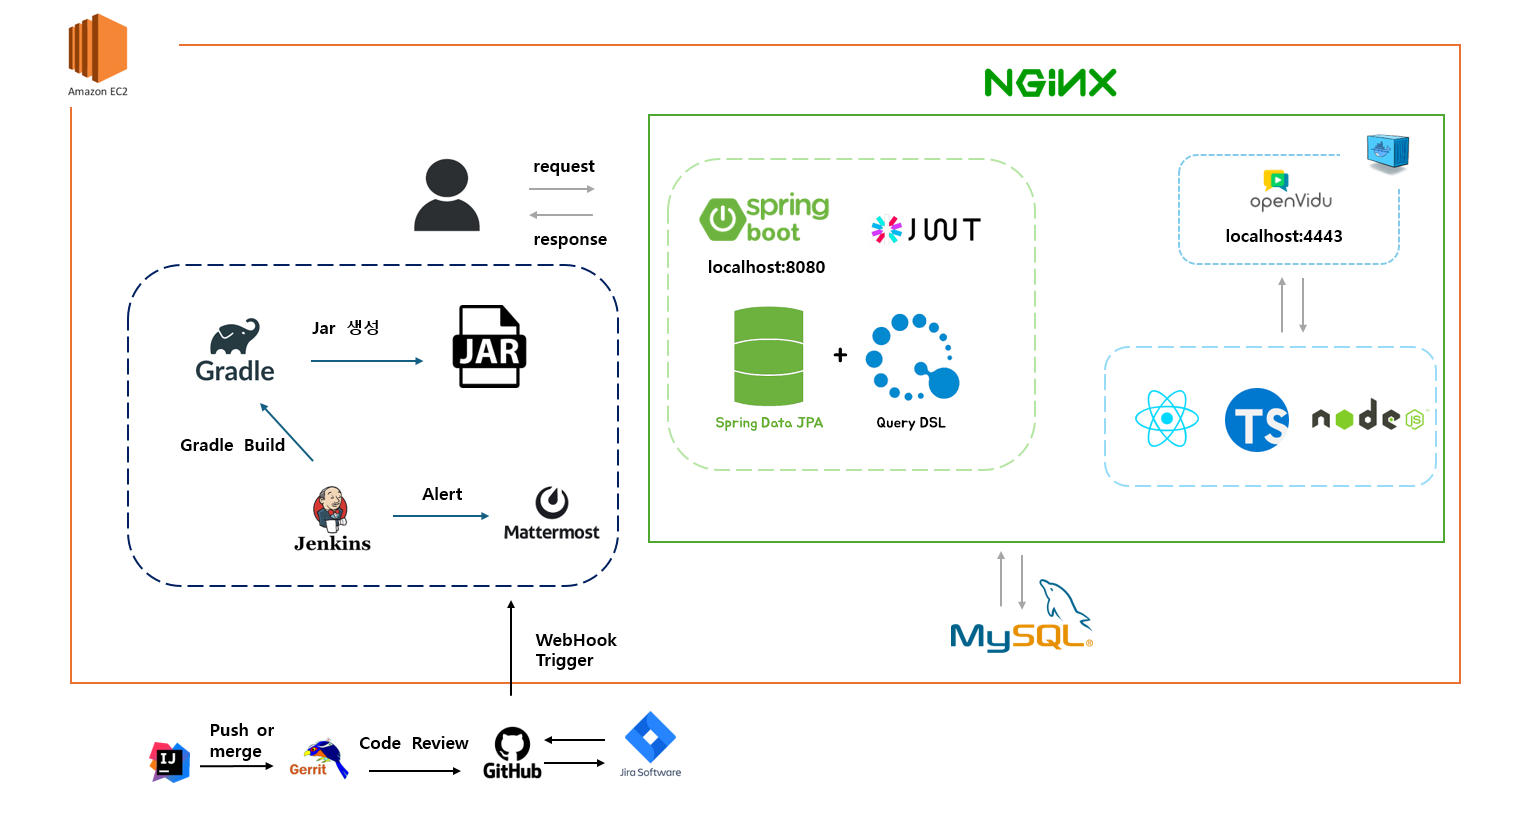 Amazon EC2
NGINX
request
response
spring
boot
localhost:8080
JWT
openVidu
localhost:4443
Gradle
Jar 생성
JAR
Spring Data JPA
+
Query DSL
TS
node
JS
Gradle Build
Jenkins
Alert
Mattermost
MySQL®
WebHook
Trigger
IJ
Push or
merge
Gerrit
Code Review
GitHub
Jira Software